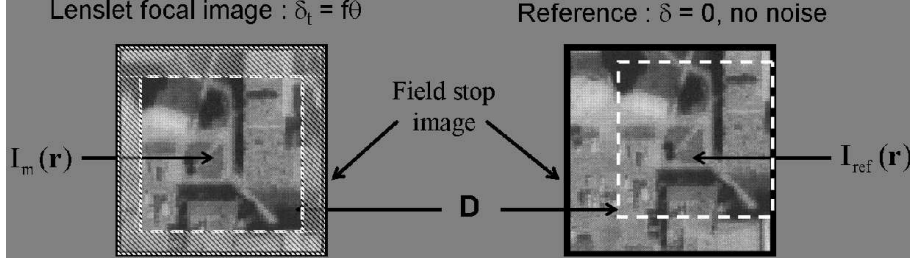 Lenslet focal image : δt = fθ
Reference : δ = 0, no noise
Field stop
image
Im (r)
Iref (r)
D